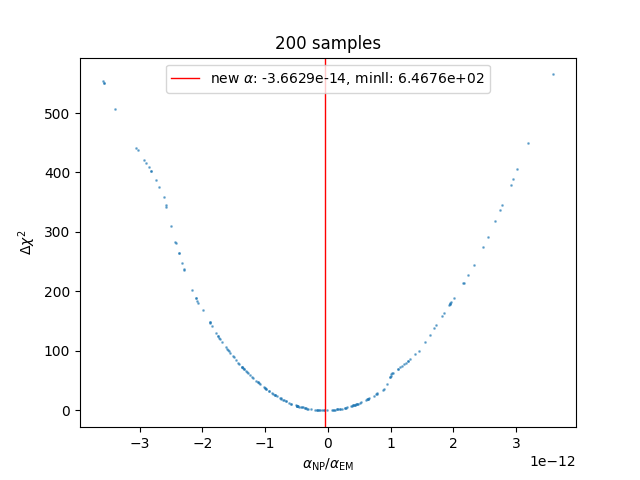 200 samples
new α: -3.6629e-14, minll: 6.4676e+02
Δχ²
500
400
300
200
100
0
−3 −2 −1 0 1 2 3
1e−12
α_NP/α_EM